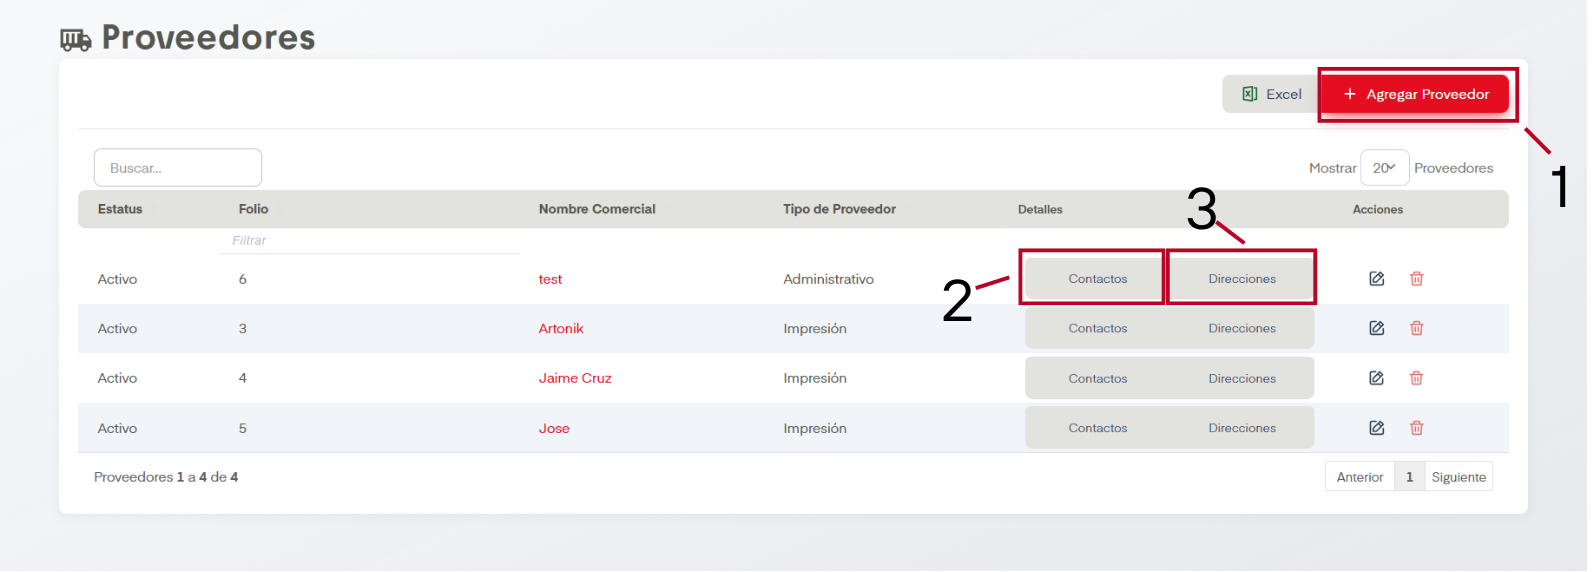 Proveedores
Excel + Agregar Proveedor
1
Buscar...
Mostrar 20 Proveedores
Estatus Folio Nombre Comercial Tipo de Proveedor Detalles 3 Acciones
Filtrar
2
Activo 6 test Administrativo Contactos Direcciones
Activo 3 Artonik Impresión Contactos Direcciones
Activo 4 Jaime Cruz Impresión Contactos Direcciones
Activo 5 Jose Impresión Contactos Direcciones
Proveedores 1 a 4 de 4 Anterior 1 Siguiente